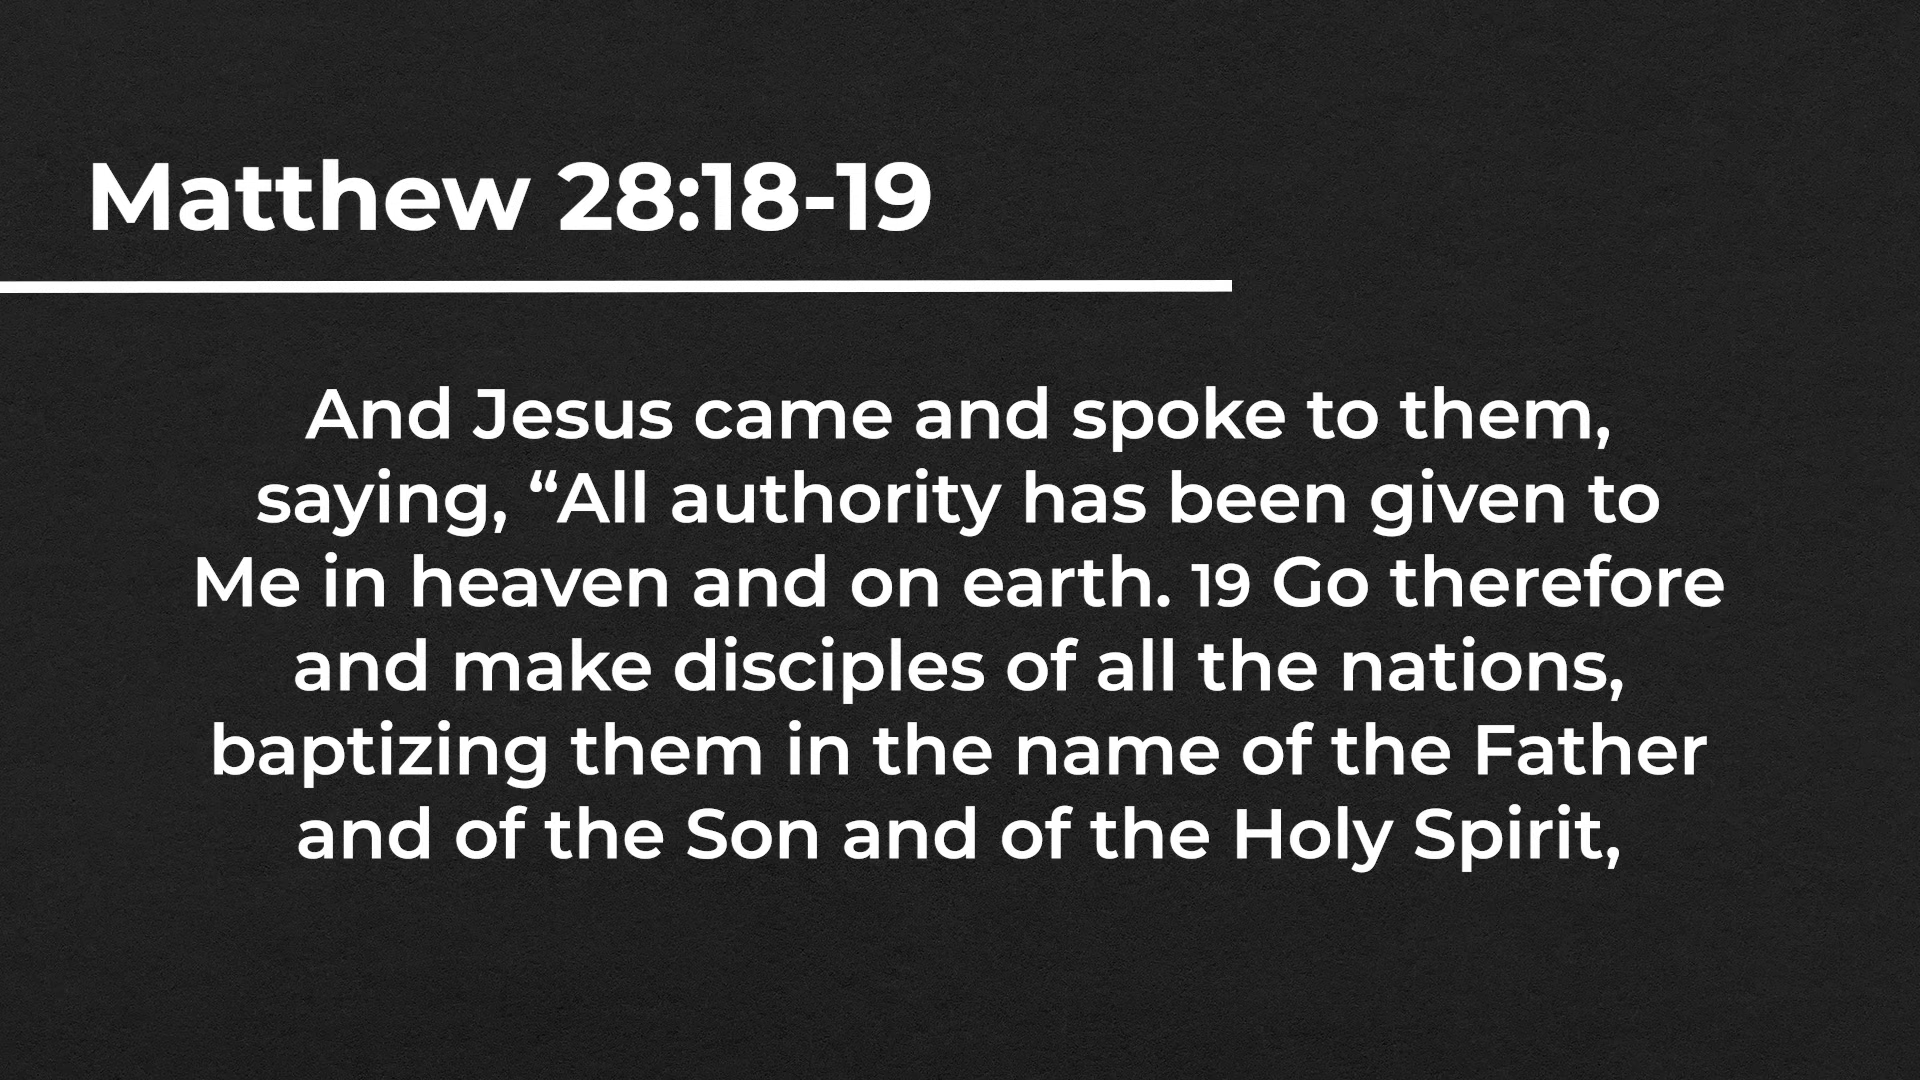 Matthew 28:18-19
And Jesus came and spoke to them,
saying, “All authority has been given to
Me in heaven and on earth. 19 Go therefore
and make disciples of all the nations,
baptizing them in the name of the Father
and of the Son and of the Holy Spirit,